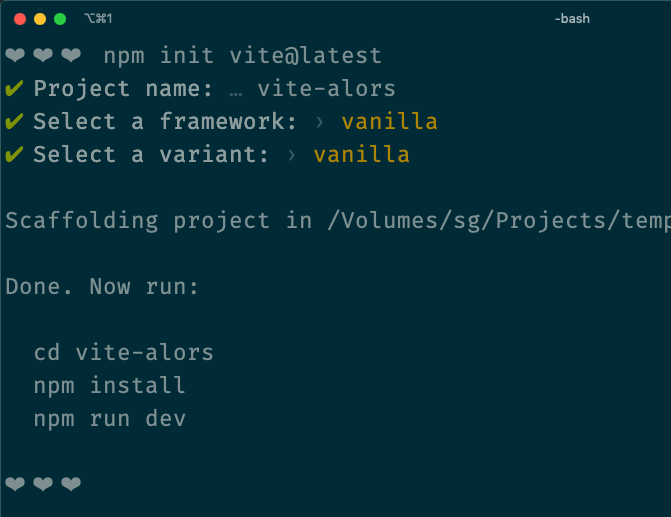 ⌥⌘1 -bash
❤ ❤ ❤ npm init vite@latest
✔ Project name: … vite-alors
✔ Select a framework: › vanilla
✔ Select a variant: › vanilla
Scaffolding project in /Volumes/sg/Projects/temp
Done. Now run:
cd vite-alors
npm install
npm run dev
❤ ❤ ❤